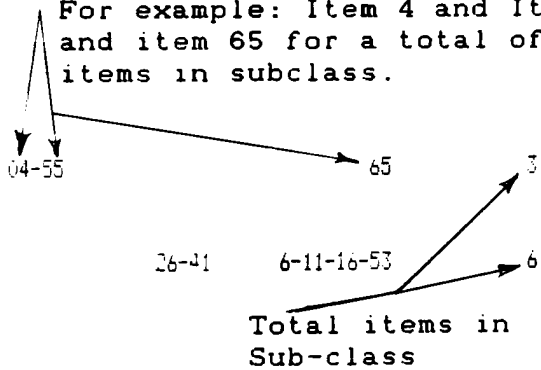 For example: Item 4 and It
and item 65 for a total of
items in subclass.
04-55 65 3
26-41 6-11-16-53 6
Total items in
Sub-class